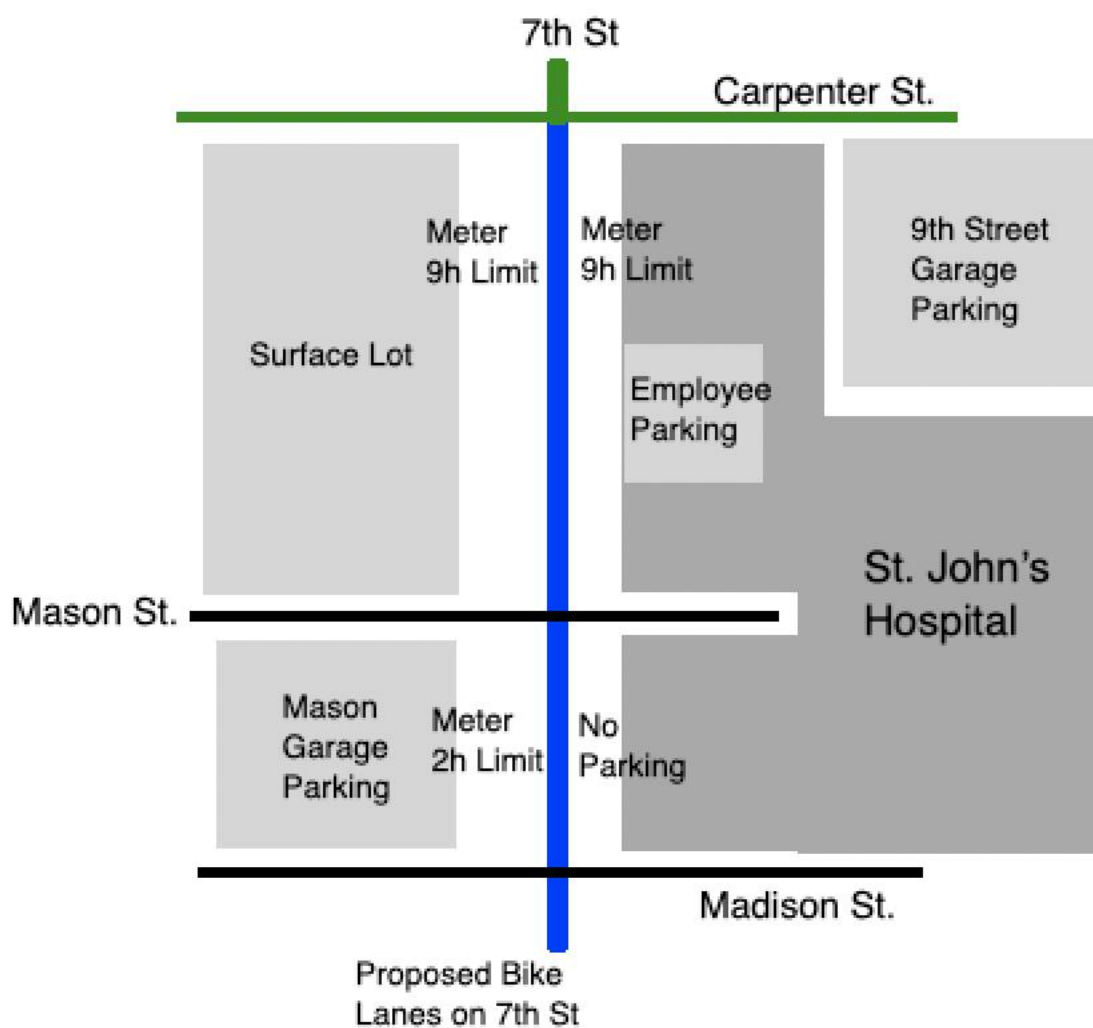 7th St
Carpenter St.
Meter
9h Limit
Meter
9h Limit
9th Street
Garage
Parking
Surface Lot
Employee
Parking
St. John's
Hospital
Mason St.
Mason
Garage
Parking
Meter
2h Limit
No
Parking
Madison St.
Proposed Bike
Lanes on 7th St